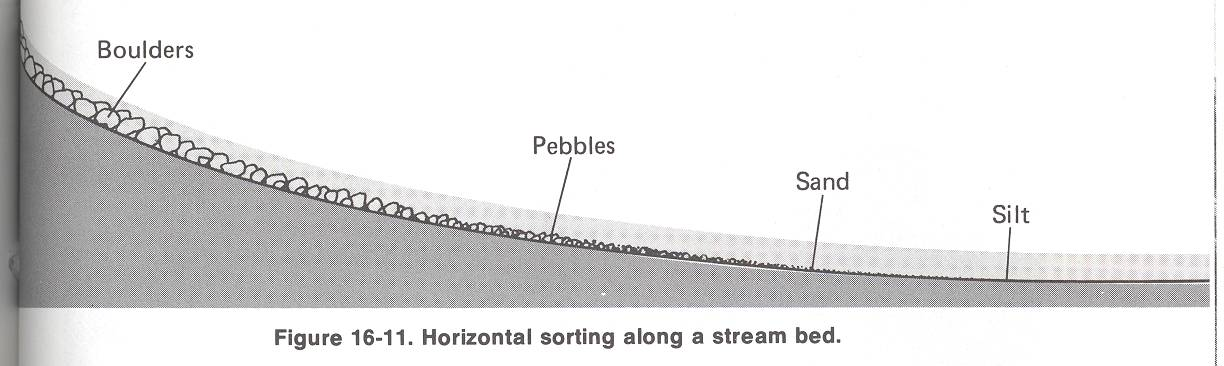 Boulders
Pebbles
Sand
Silt
Figure 16-11. Horizontal sorting along a stream bed.